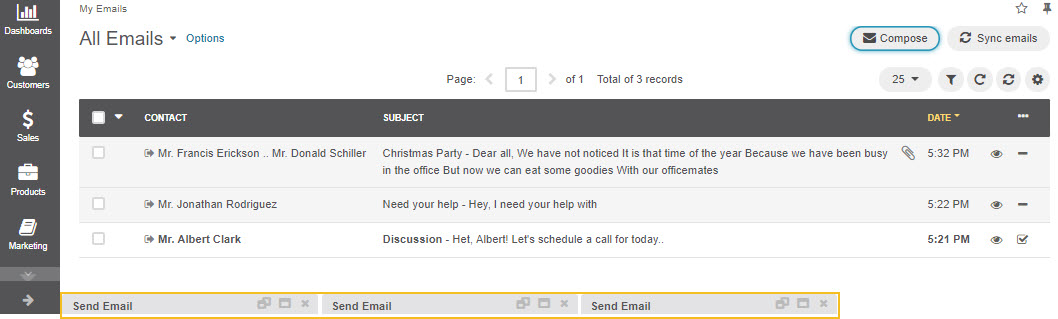 My Emails
All Emails Options
Compose
Sync emails
Page: 1 of 1 Total of 3 records
25
CONTACT SUBJECT DATE
Mr. Francis Erickson .. Mr. Donald Schiller Christmas Party - Dear all, We have not noticed It is that time of the year Because we have been busy 5:32 PM
in the office But now we can eat some goodies With our officemates
Mr. Jonathan Rodriguez Need your help - Hey, I need your help with 5:22 PM
Mr. Albert Clark Discussion - Het, Albert! Let's schedule a call for today.. 5:21 PM
Dashboards
Customers
Sales
Products
Marketing
Send Email Send Email Send Email